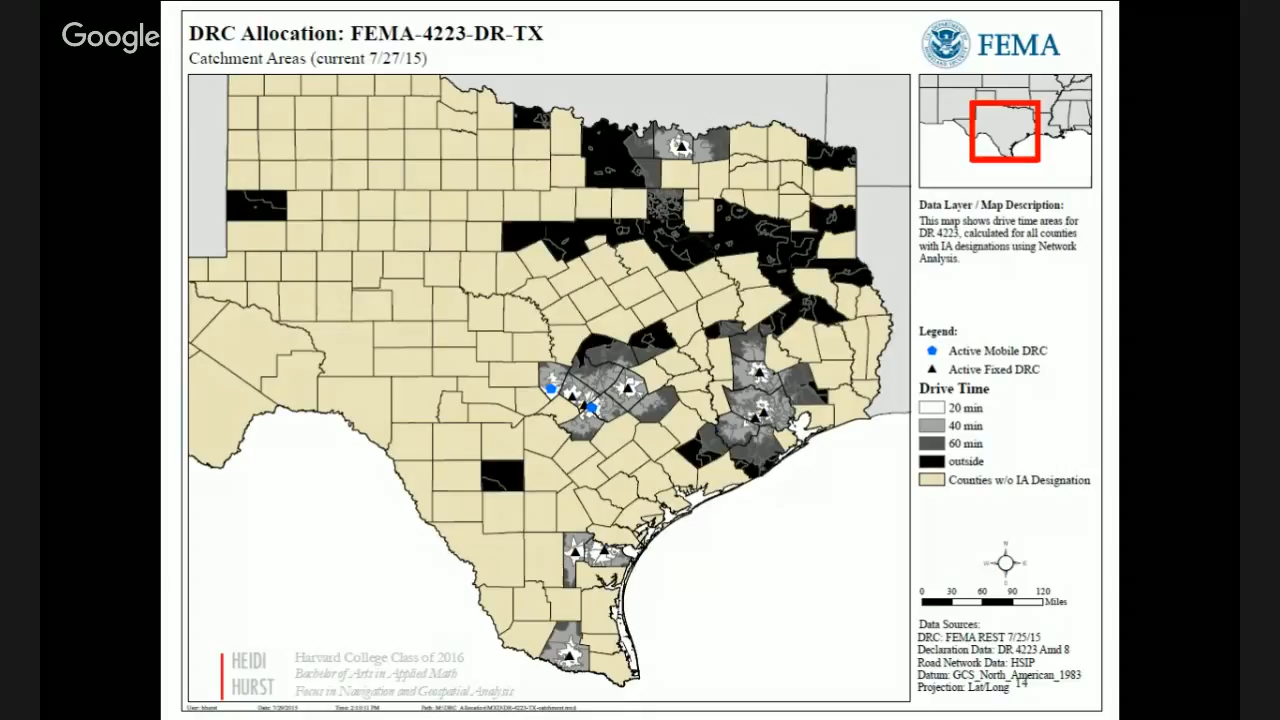 Google
DRC Allocation: FEMA-4223-DR-TX
Catchment Areas (current 7/27/15)
FEMA
Data Layer / Map Description:
This map shows drive time areas for
DR 4223, calculated for all counties
with IA designations using Network
Analysis.
Legend:
Active Mobile DRC
Active Fixed DRC
Drive Time
20 min
40 min
60 min
outside
Counties w/o IA Designation
N
W E
S
0 30 60 90 120
Miles
Data Sources:
DRC: FEMA REST 7/25/15
Declaration Data: DR 4223 Amd 8
Road Network Data: HSIP
Datum: GCS_North_American_1983
Projection: Lat/Long
14
HEIDI
HURST
Harvard College Class of 2016
Bachelor of Arts in Applied Math
Focus in Navigation and Geospatial Analysis